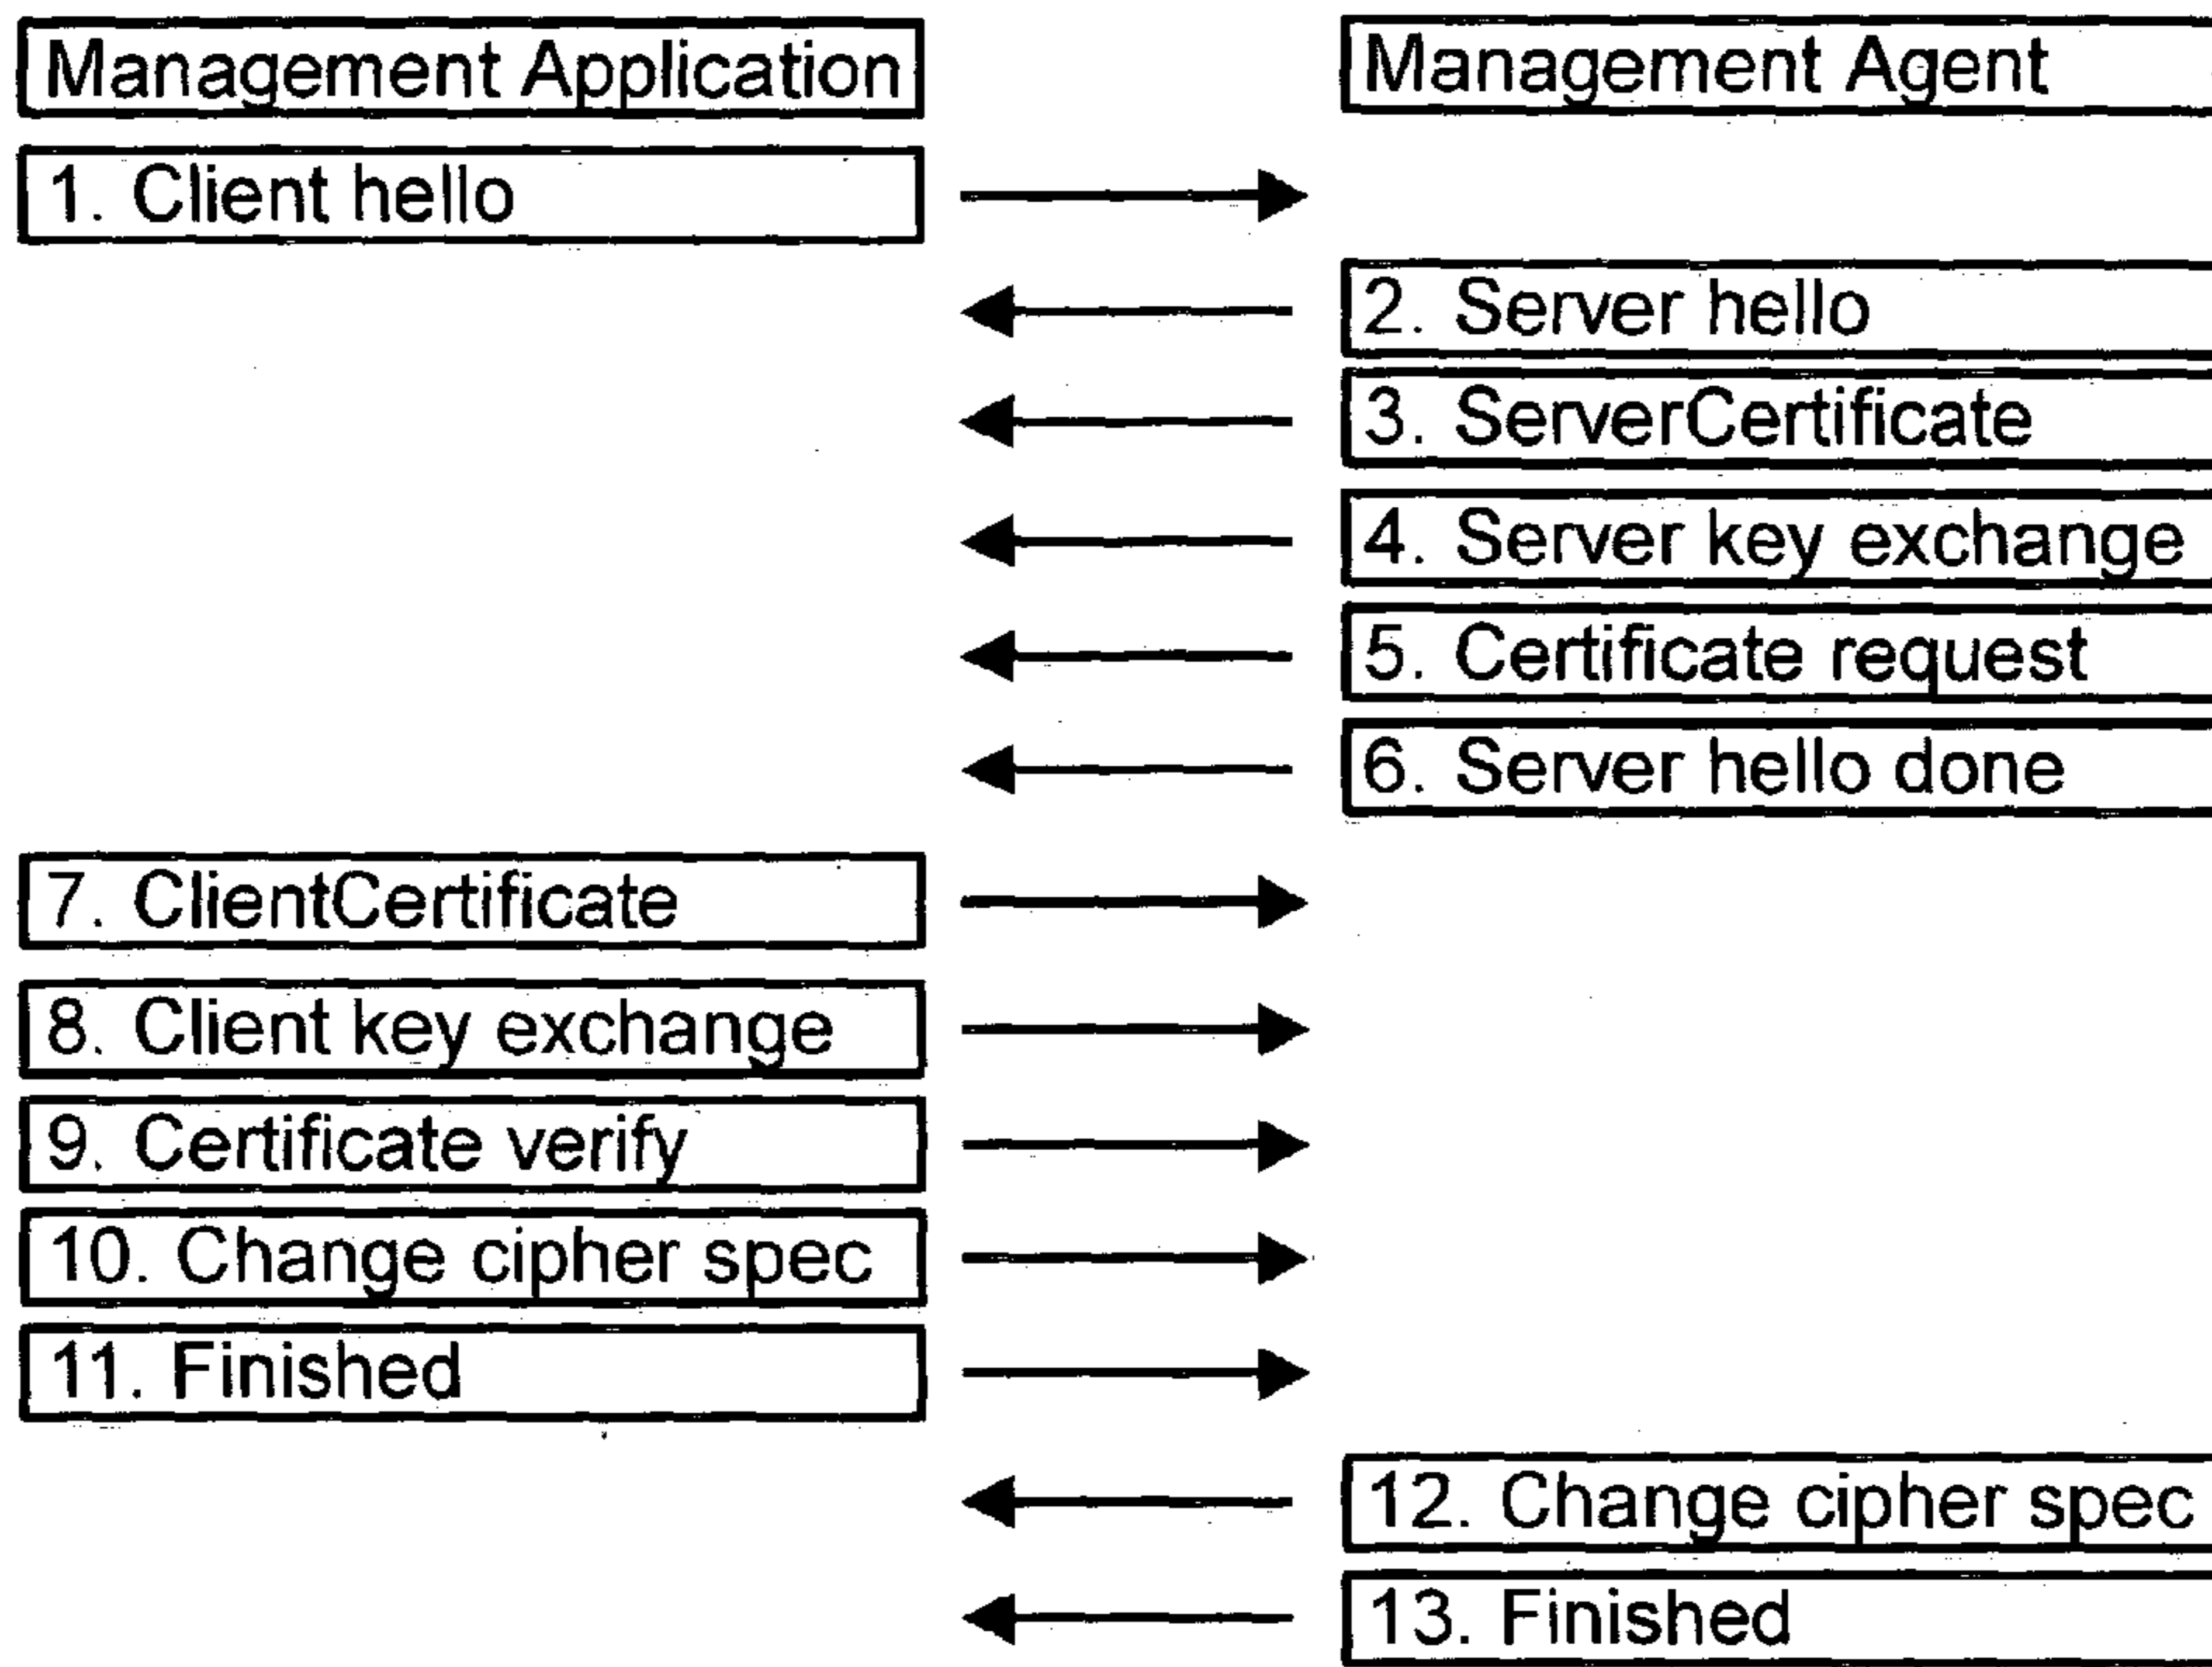 Management Application
Management Agent
1. Client hello
2. Server hello
3. ServerCertificate
4. Server key exchange
5. Certificate request
6. Server hello done
7. ClientCertificate
8. Client key exchange
9. Certificate verify
10. Change cipher spec
11. Finished
12. Change cipher spec
13. Finished